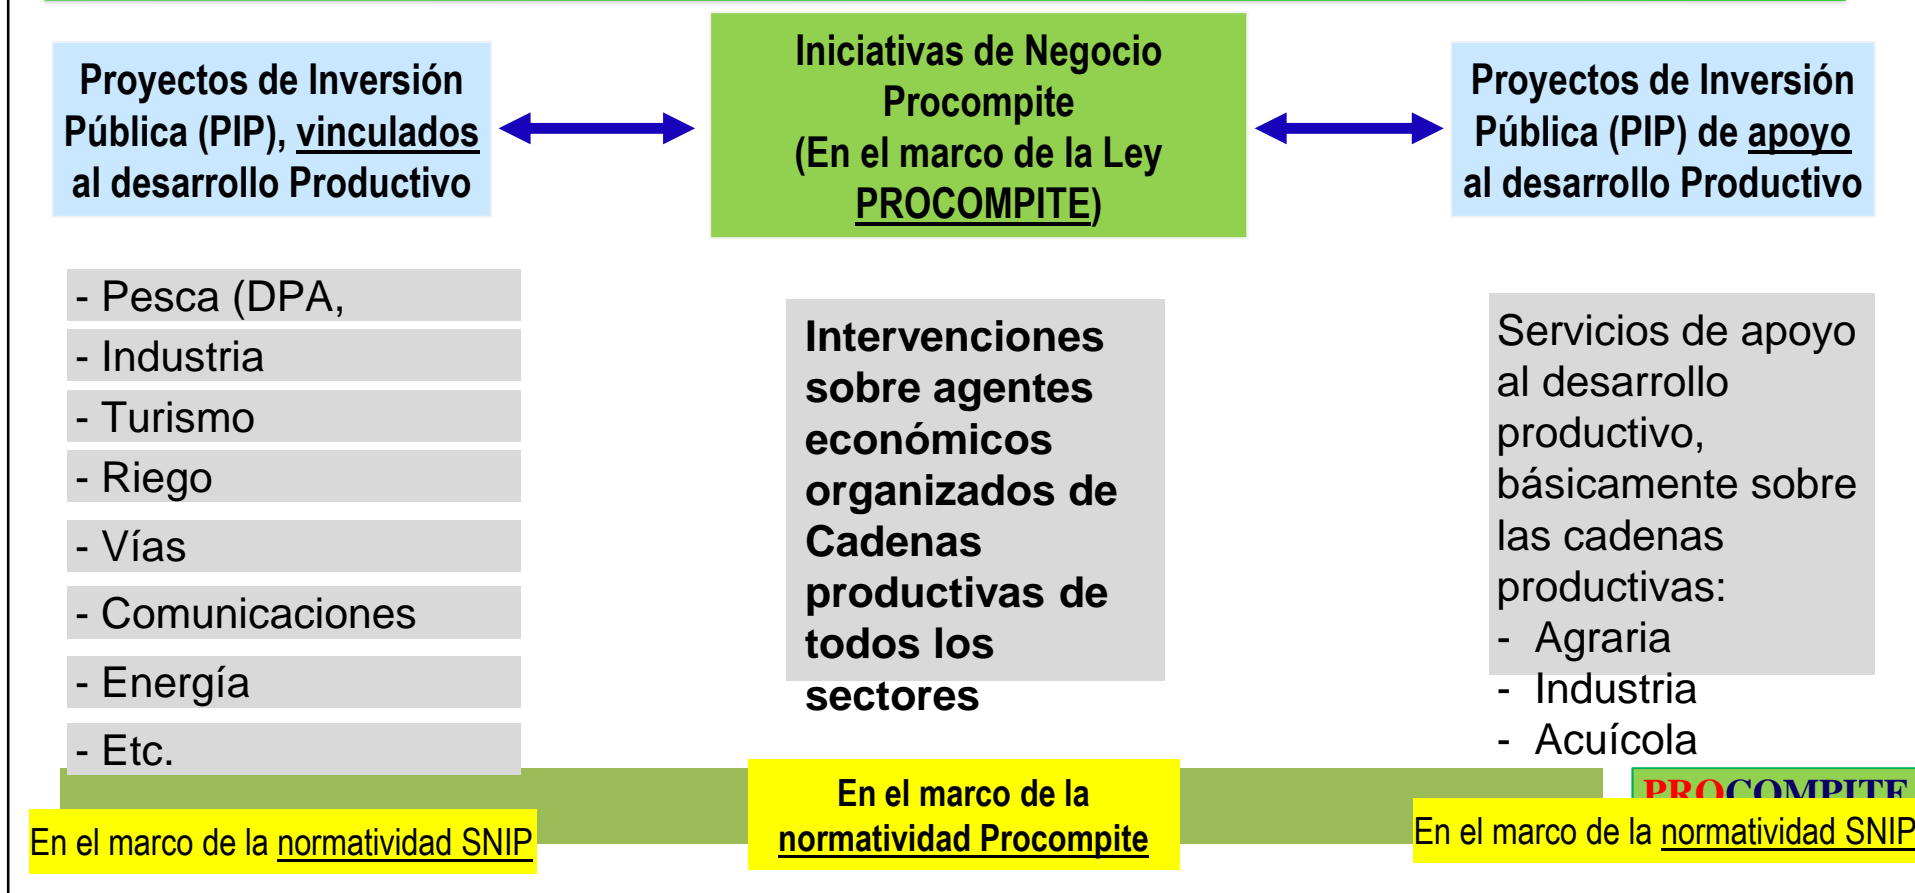 Proyectos de Inversión
Pública (PIP), vinculados
al desarrollo Productivo
Iniciativas de Negocio
Procompite
(En el marco de la Ley
PROCOMPITE)
Proyectos de Inversión
Pública (PIP) de apoyo
al desarrollo Productivo
- Pesca (DPA,
- Industria
- Turismo
- Riego
- Vías
- Comunicaciones
- Energía
- Etc.
Intervenciones
sobre agentes
económicos
organizados de
Cadenas
productivas de
todos los
sectores
Servicios de apoyo
al desarrollo
productivo,
básicamente sobre
las cadenas
productivas:
- Agraria
- Industria
- Acuícola
En el marco de la normatividad SNIP
En el marco de la
normatividad Procompite
PROCOMPITE
En el marco de la normatividad SNIP